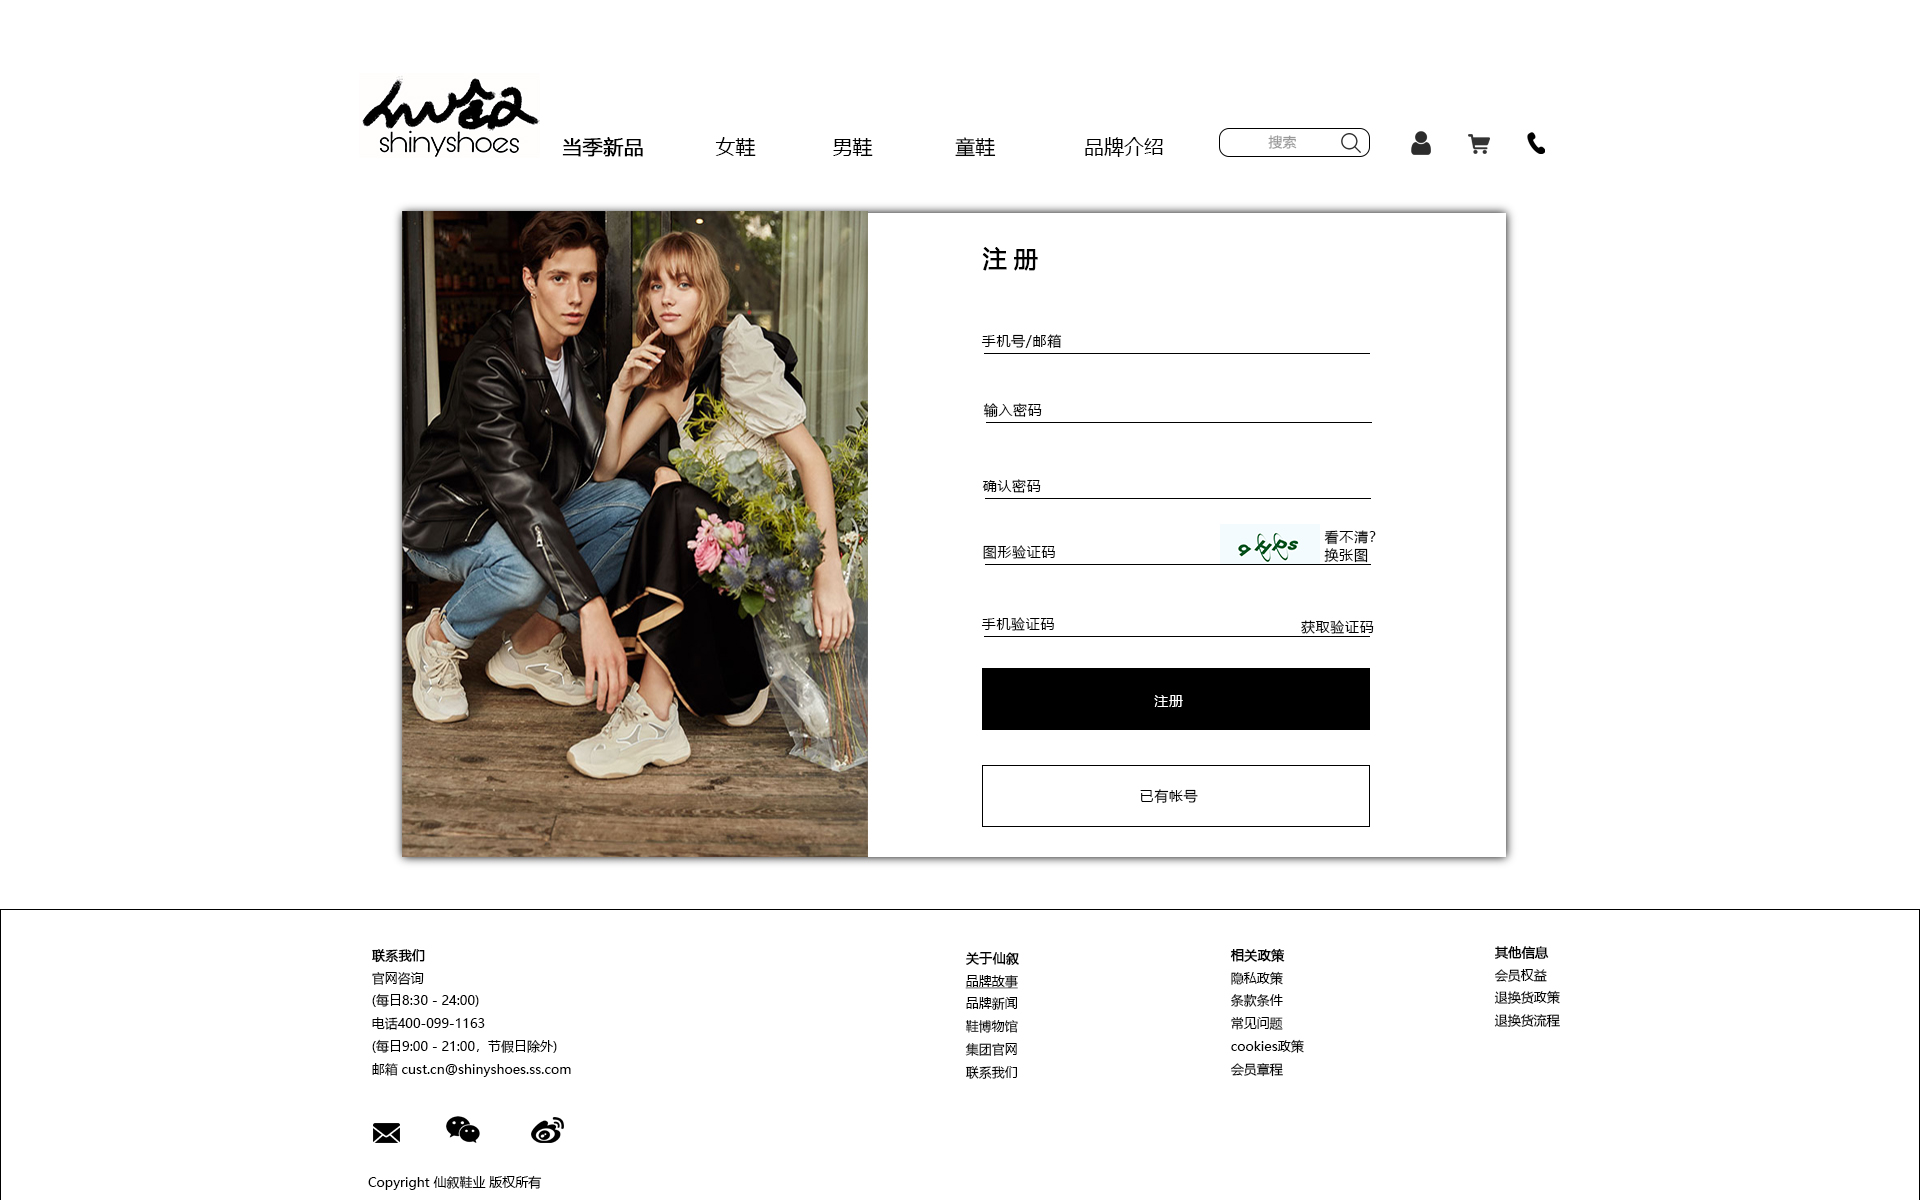 仙叙
shinyshoes
当季新品
女鞋
男鞋
童鞋
品牌介绍
搜索
注 册
手机号/邮箱
输入密码
确认密码
图形验证码
看不清?
换张图
手机验证码
获取验证码
注册
已有帐号
联系我们
官网咨询
(每日8:30 - 24:00)
电话400-099-1163
(每日9:00 - 21:00，节假日除外)
邮箱 cust.cn@shinyshoes.ss.com
关于仙叙
品牌故事
品牌新闻
鞋博物馆
集团官网
联系我们
相关政策
隐私政策
条款条件
常见问题
cookies政策
会员章程
其他信息
会员权益
退换货政策
退换货流程
Copyright 仙叙鞋业 版权所有